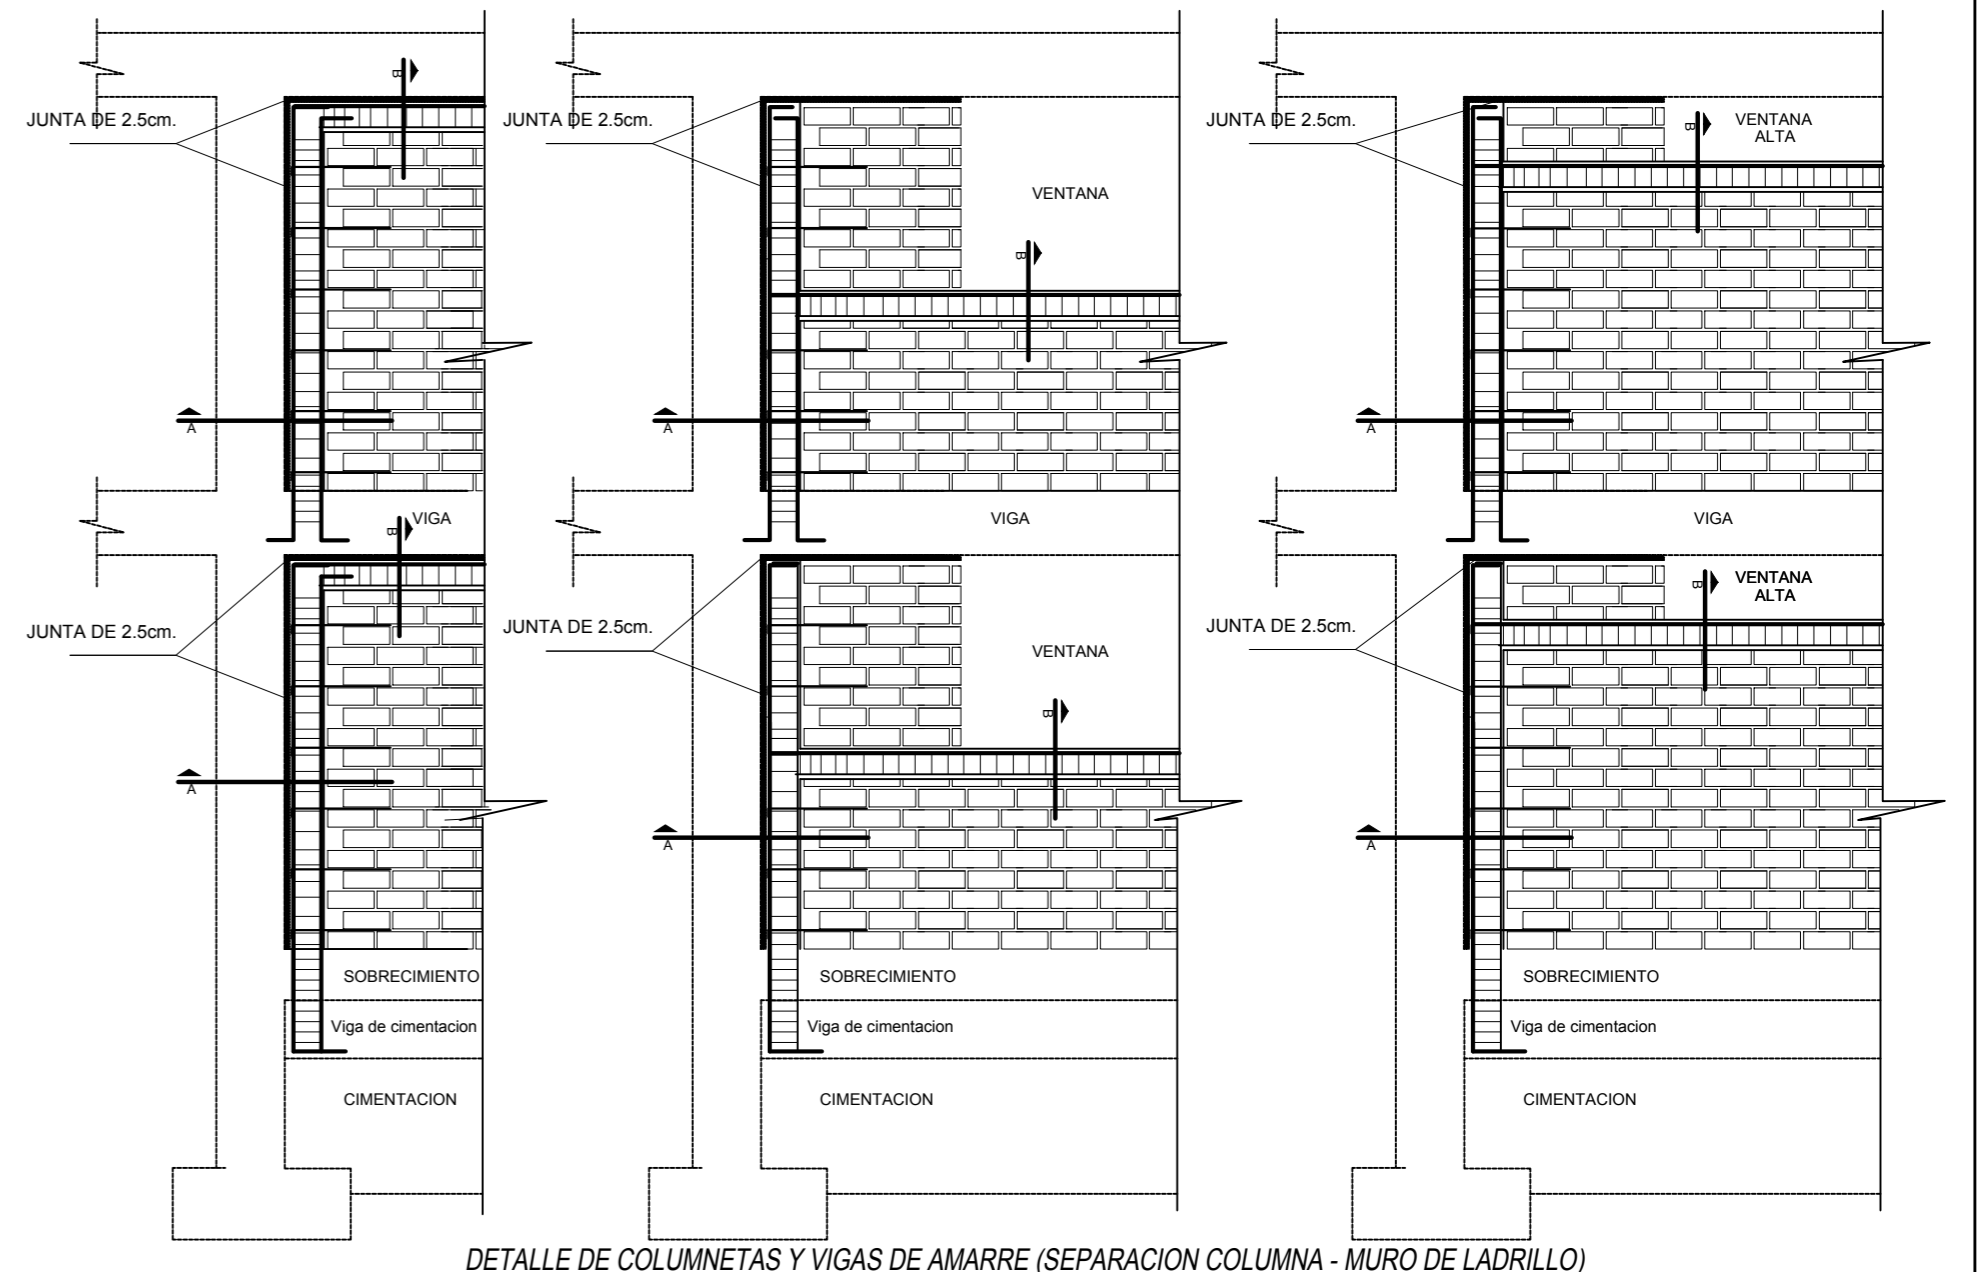 B
B
JUNTA DE 2.5cm.
JUNTA DE 2.5cm.
JUNTA DE 2.5cm.
VENTANA
ALTA
VENTANA
B
A
A
A
VIGA
VIGA
VIGA
B
B
VENTANA
ALTA
JUNTA DE 2.5cm.
JUNTA DE 2.5cm.
JUNTA DE 2.5cm.
VENTANA
B
A
A
A
SOBRECIMIENTO
SOBRECIMIENTO
SOBRECIMIENTO
Viga de cimentacion
Viga de cimentacion
Viga de cimentacion
CIMENTACION
CIMENTACION
CIMENTACION
DETALLE DE COLUMNETAS Y VIGAS DE AMARRE (SEPARACION COLUMNA - MURO DE LADRILLO)